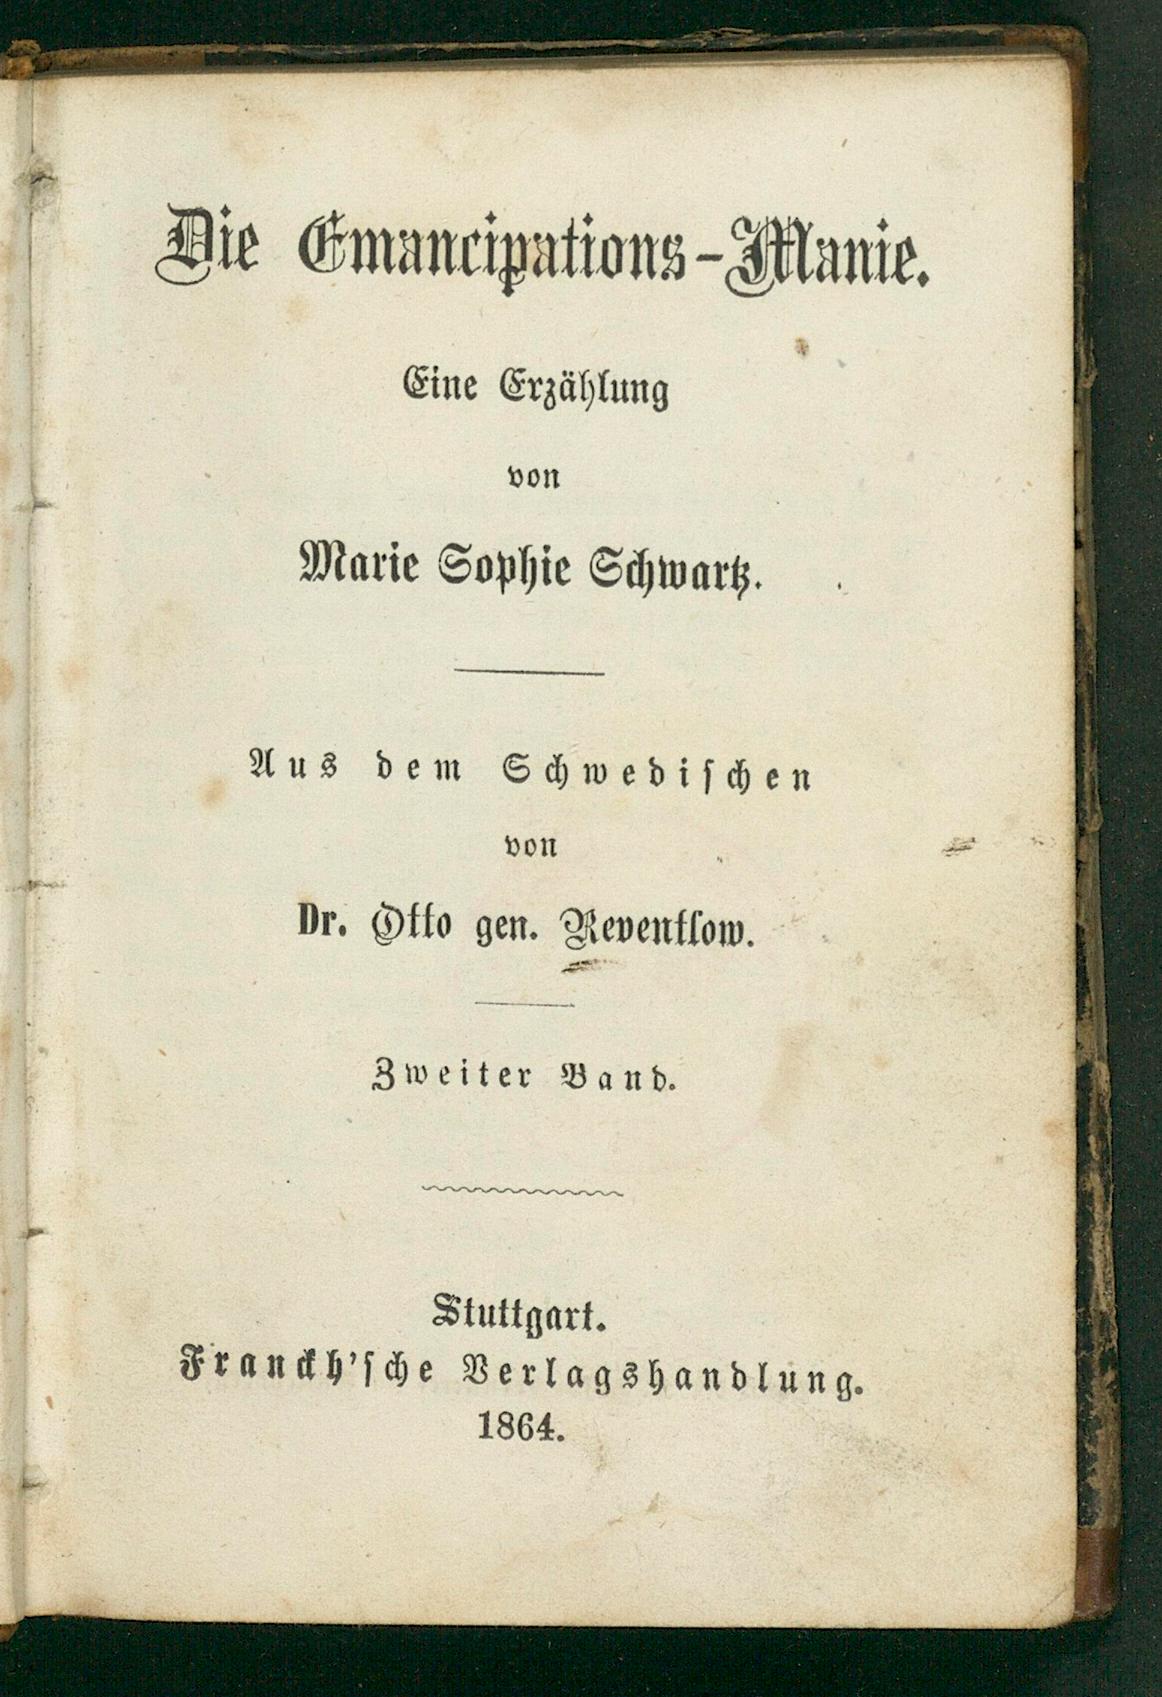 Die Emancipations-Manie.
Eine Erzählung
von
Marie Sophie Schwartz.
Aus dem Schwedischen
von
Dr. Otto gen. Reventlow.
Zweiter Band.
Stuttgart.
Franckh'sche Verlagshandlung.
1864.